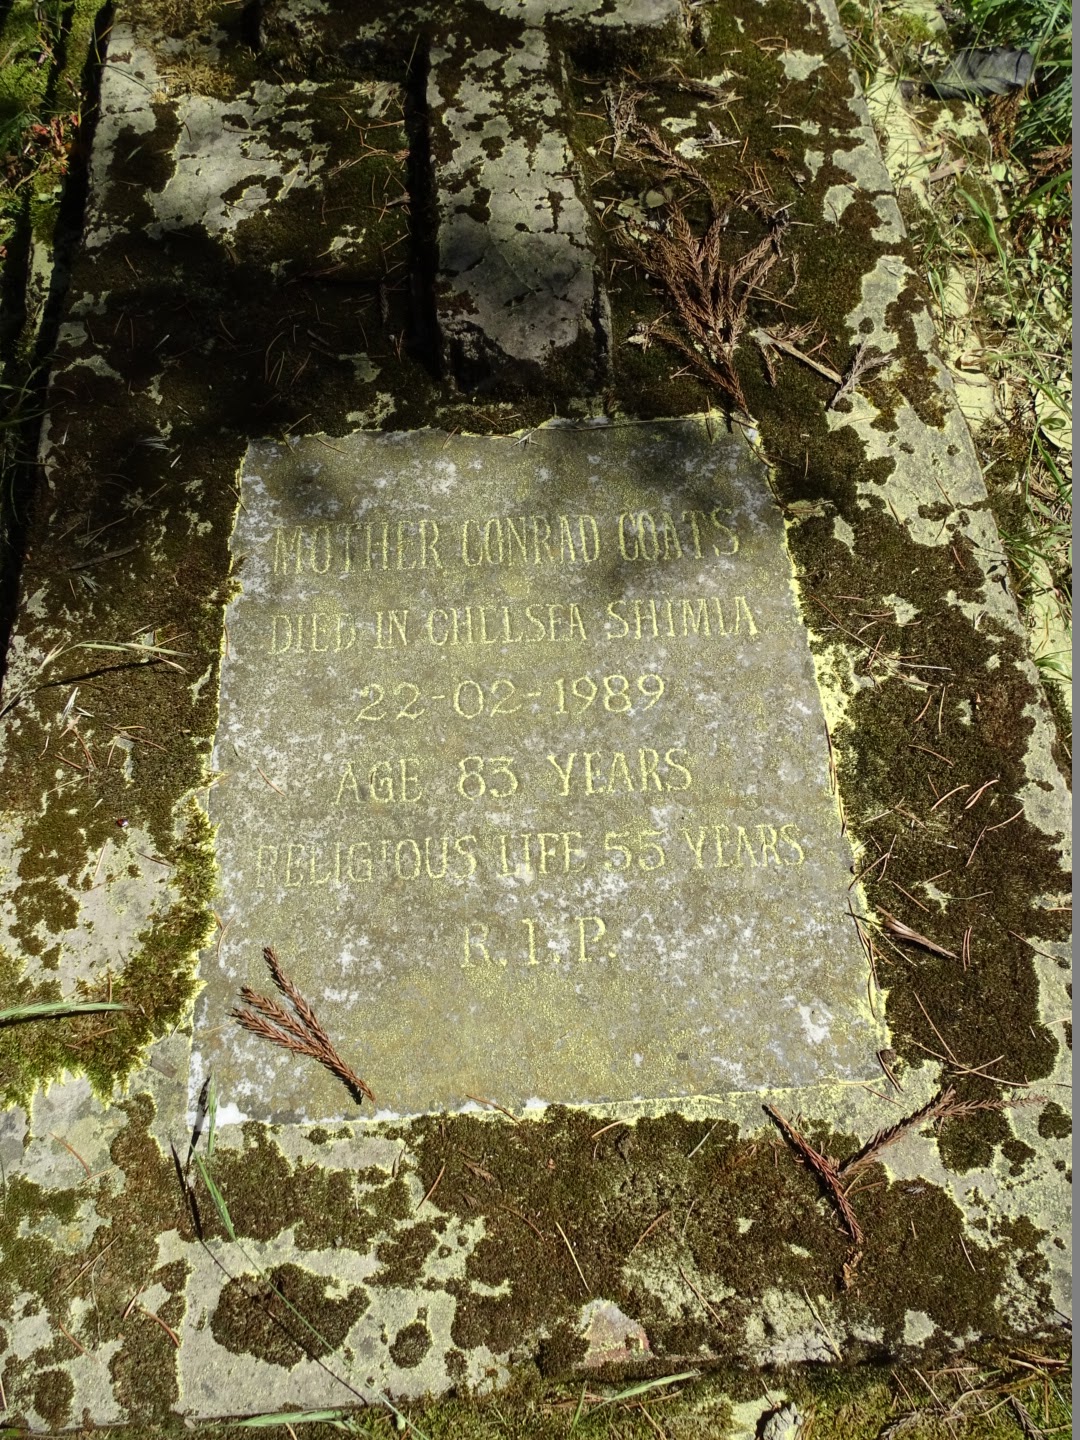 MOTHER CONRAD COATS
DIED IN CHELSEA SHIMLA
22-02-1989
AGE 83 YEARS
RELIGIOUS LIFE 55 YEARS
R.I.P.